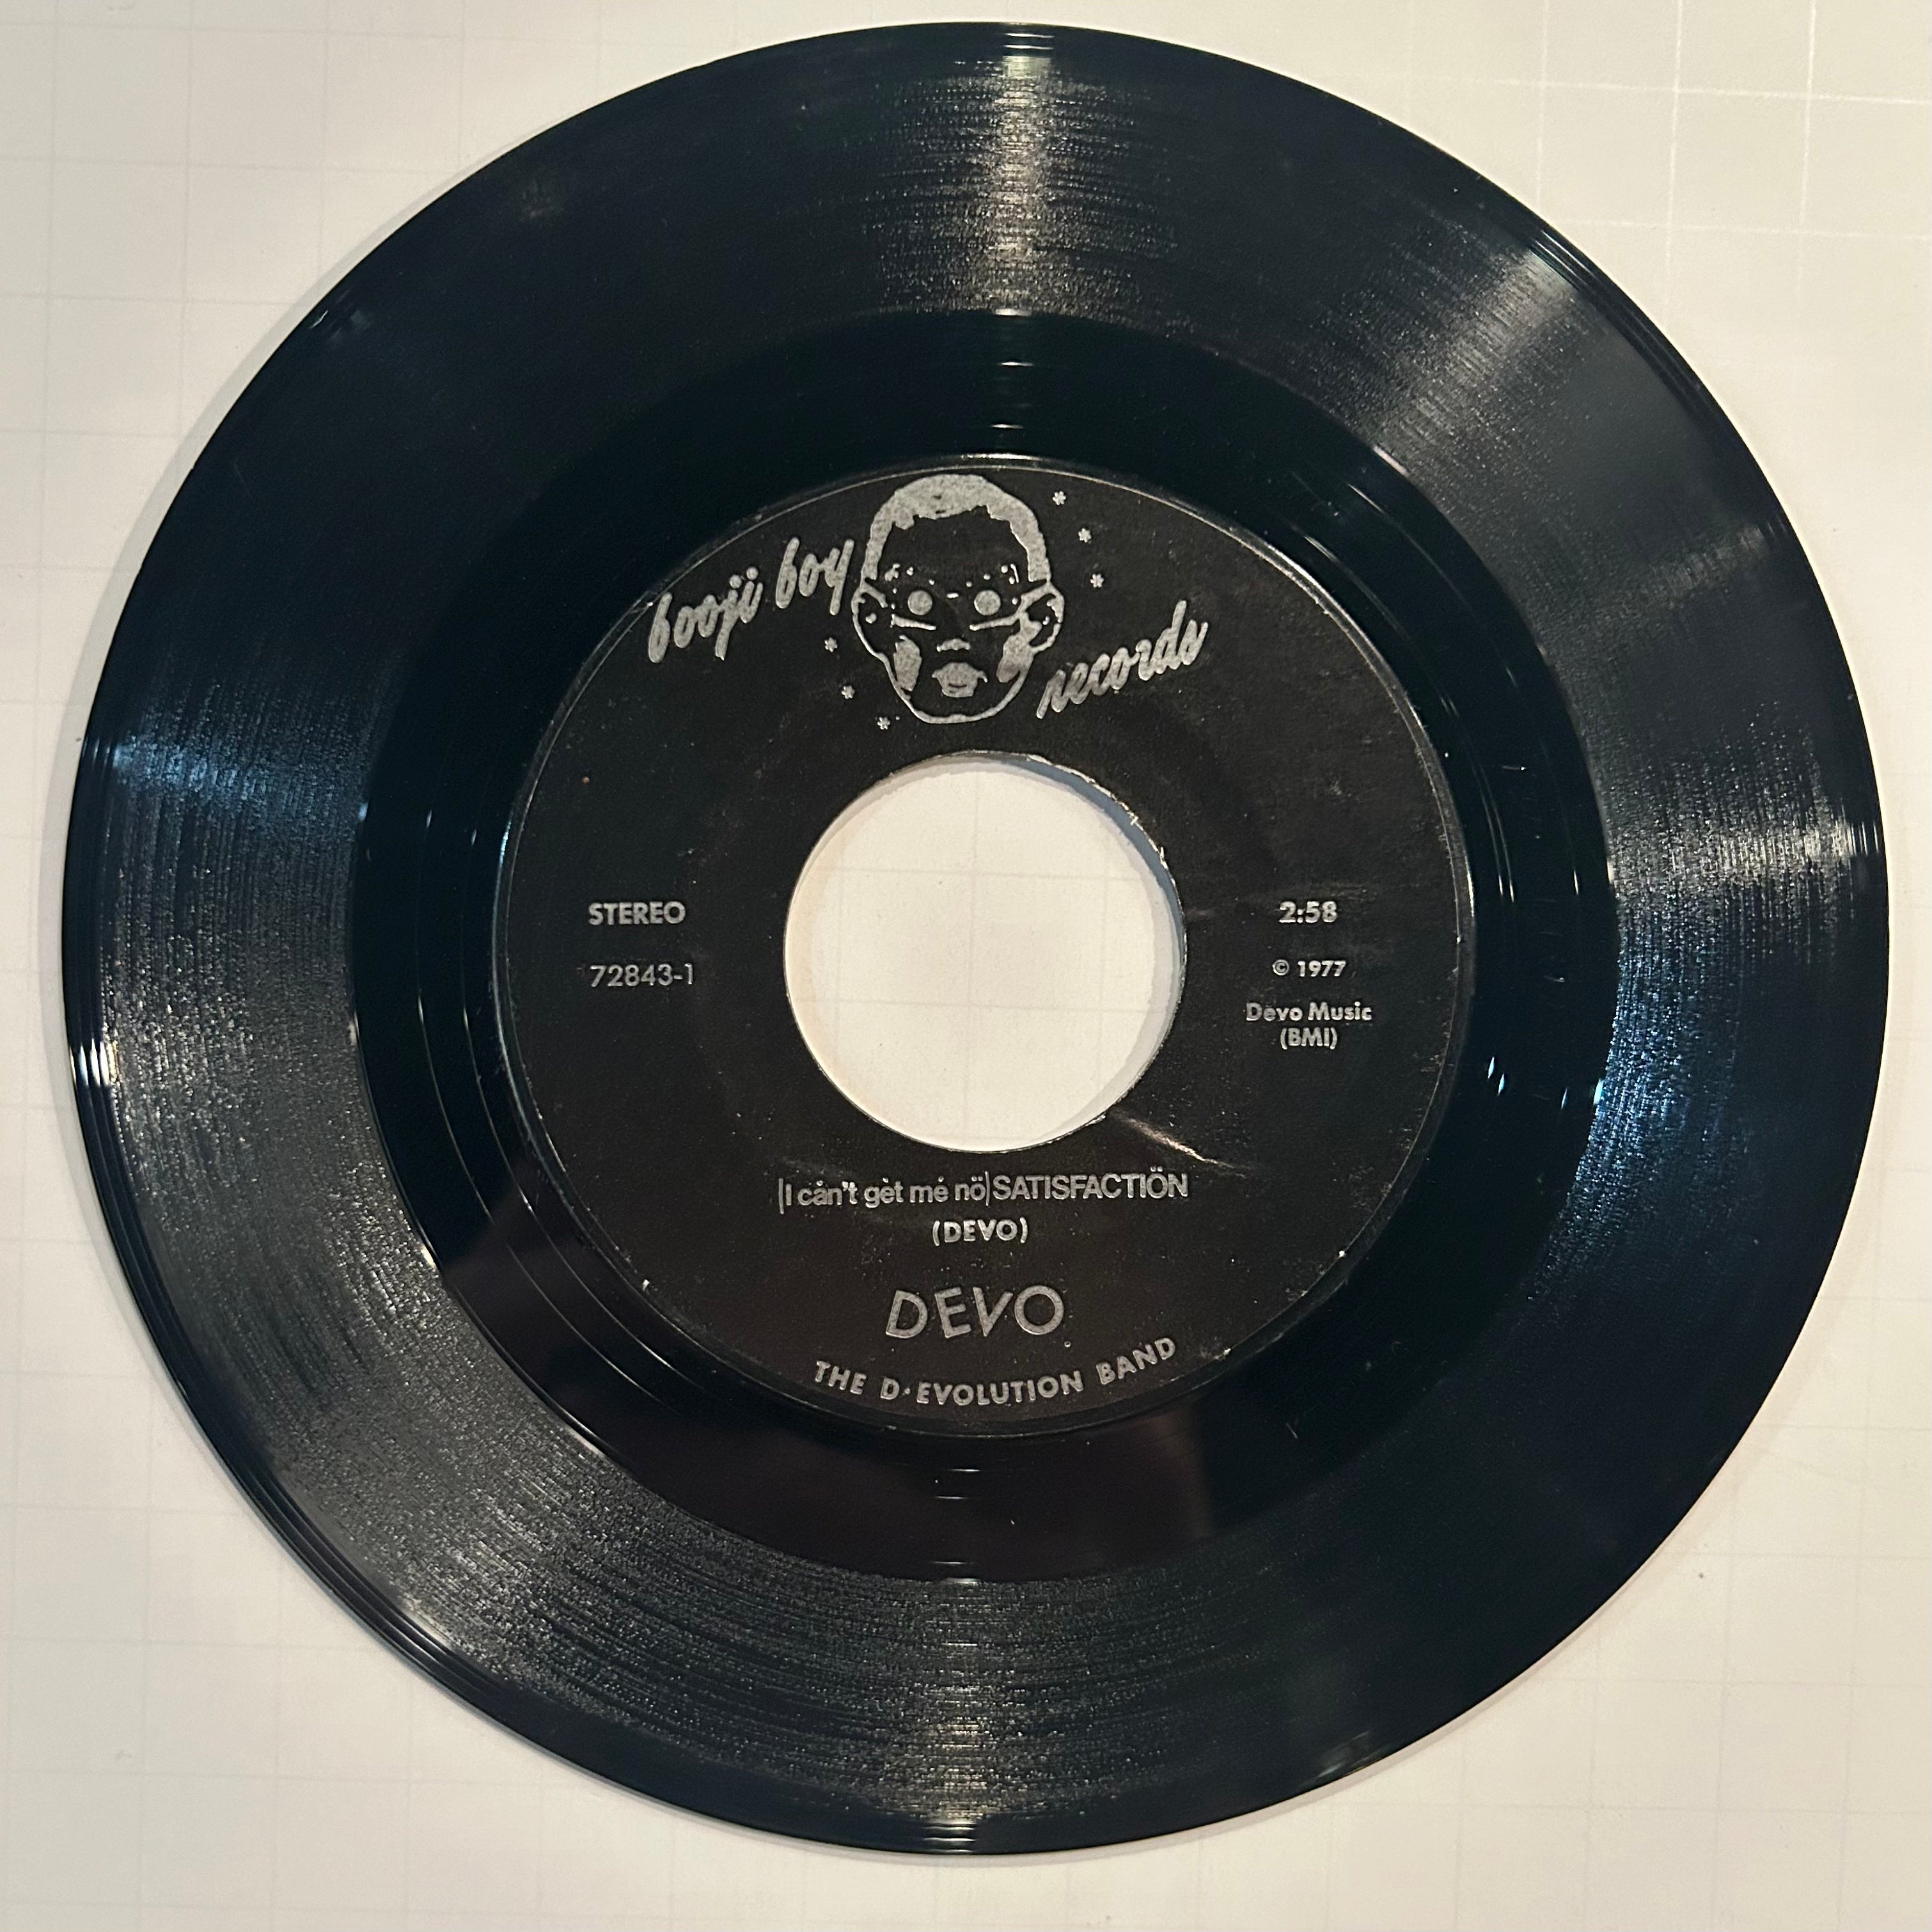 booji boy
records
STEREO
72843-1
2:58
© 1977
Devo Music
(BMI)
(I cán't gèt mé nö)SATISFACTIÖN
(DEVO)
DEVO
THE D·EVOLUTION BAND